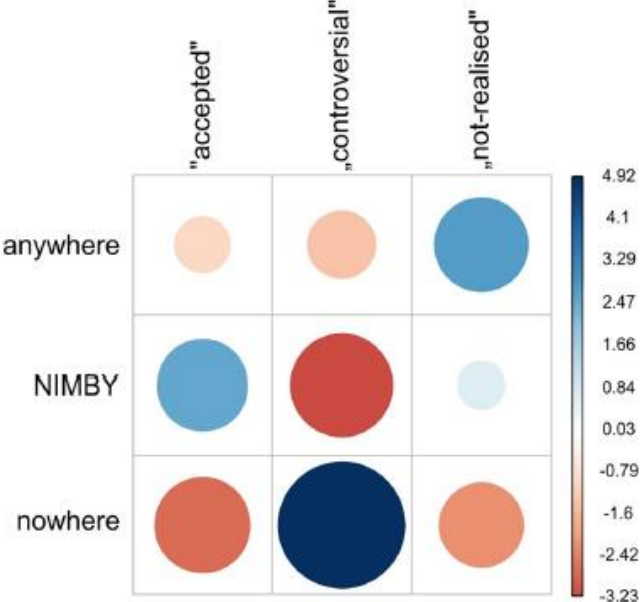 "accepted"
„controversial"
„not-realised"
anywhere
NIMBY
nowhere
4.92
4.1
3.29
2.47
1.66
0.84
0.03
-0.79
-1.6
-2.42
-3.23